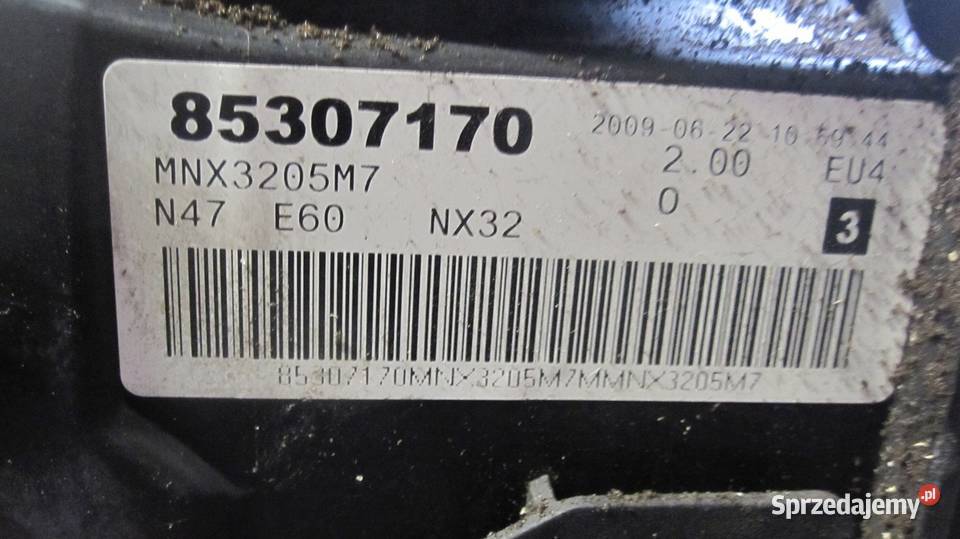 85307170 2009-06-22 10:59:44
MNX3205M7 2.00 EU4
N47 E60 NX32 0 3
85307170MNX3205M7MMNX3205M7
Sprzedajemy.pl